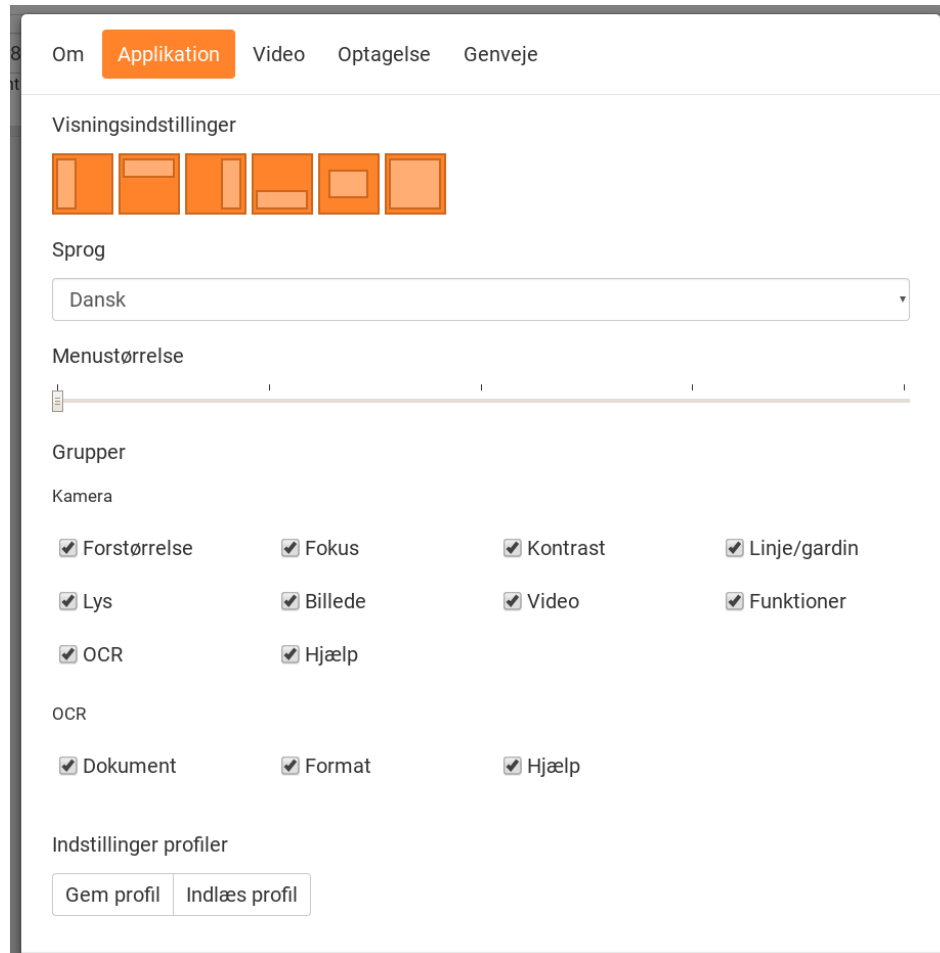 Om Applikation Video Optagelse Genveje
Visningsindstillinger
Sprog
Dansk
Menustørrelse
Grupper
Kamera
Forstørrelse Fokus Kontrast Linje/gardin
Lys Billede Video Funktioner
OCR Hjælp
OCR
Dokument Format Hjælp
Indstillinger profiler
Gem profil Indlæs profil